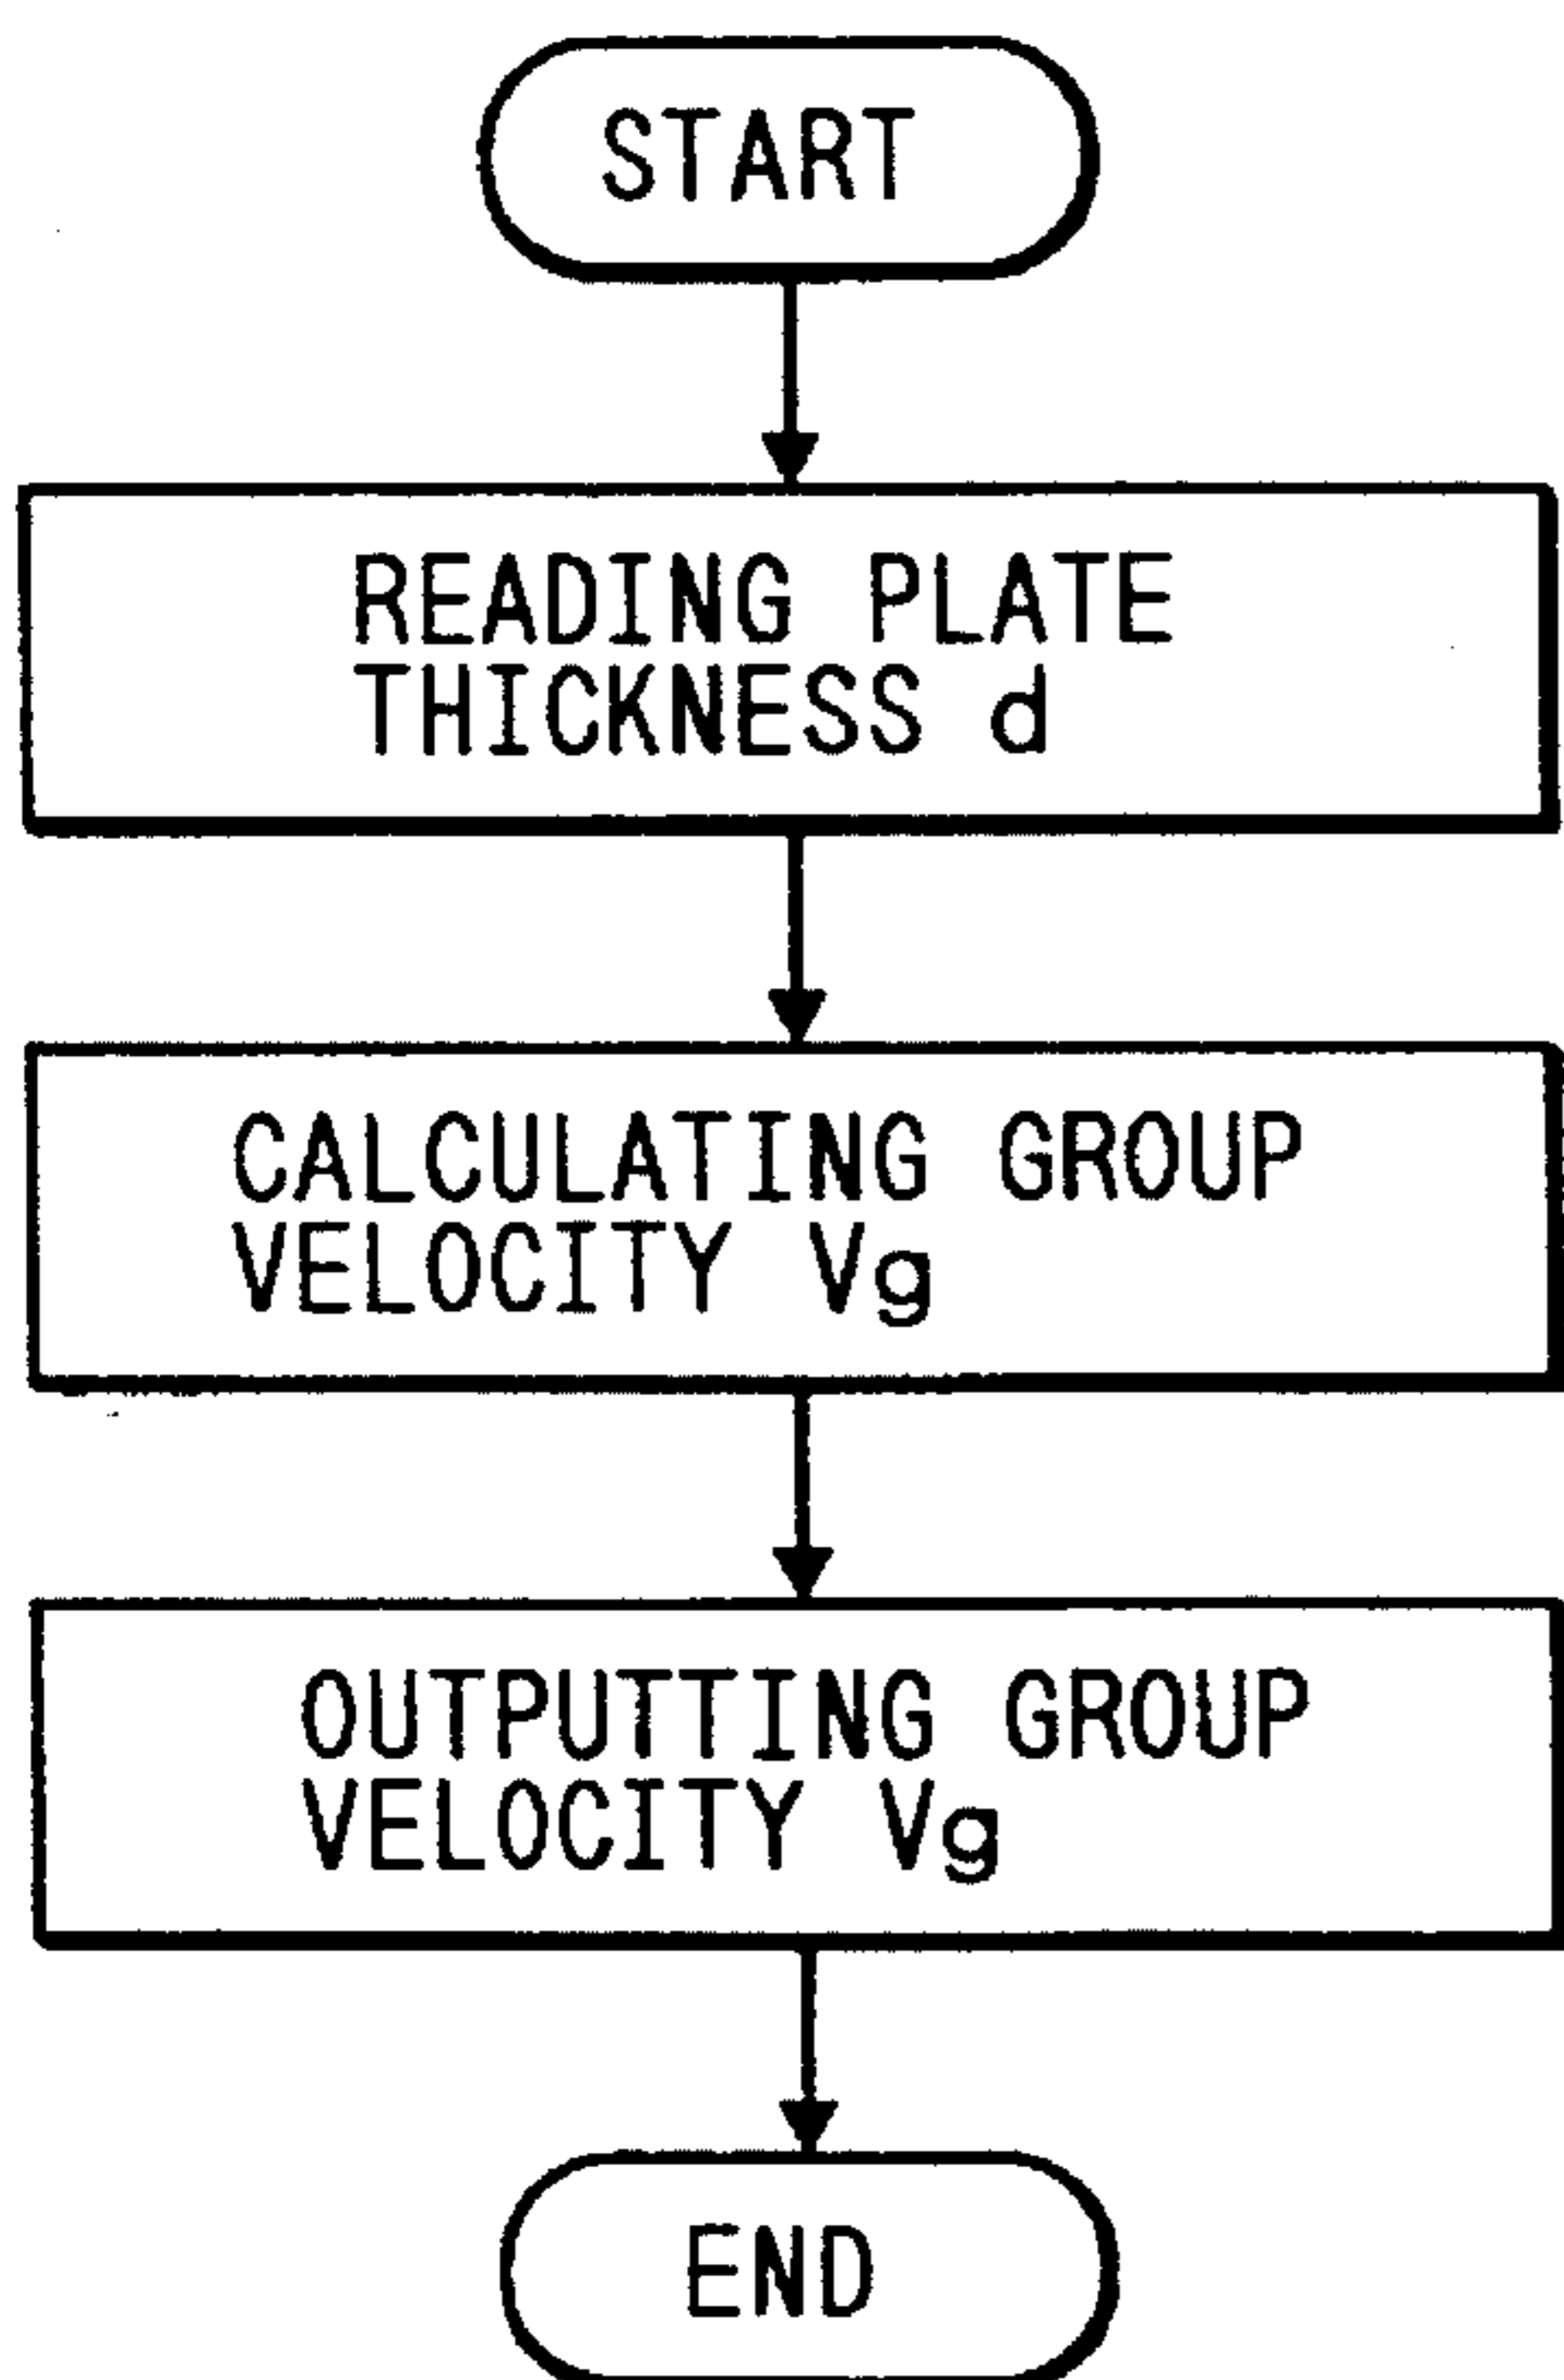 START
READING PLATE
THICKNESS d
CALCULATING GROUP
VELOCITY Vg
OUTPUTTING GROUP
VELOCITY Vg
END